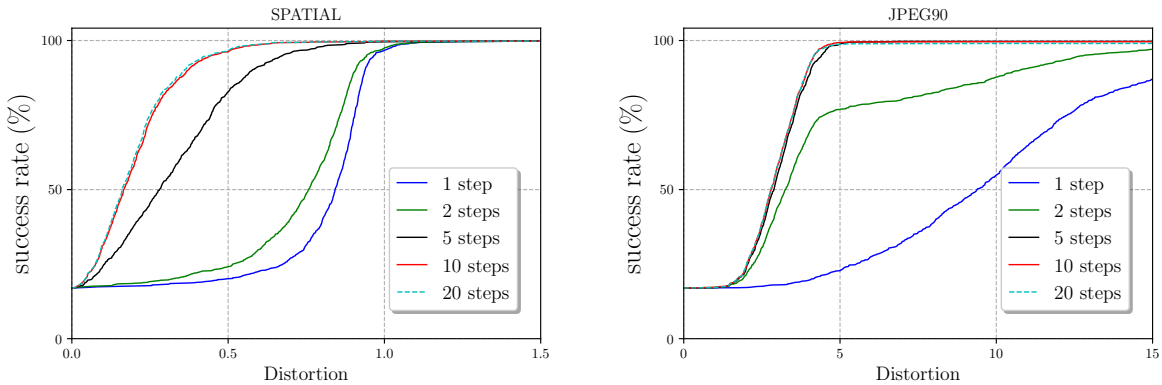 SPATIAL
success rate (%)
100
50
0
0.0 0.5 1.0 1.5
Distortion
1 step
2 steps
5 steps
10 steps
20 steps
JPEG90
success rate (%)
100
50
0
0 5 10 15
Distortion
1 step
2 steps
5 steps
10 steps
20 steps